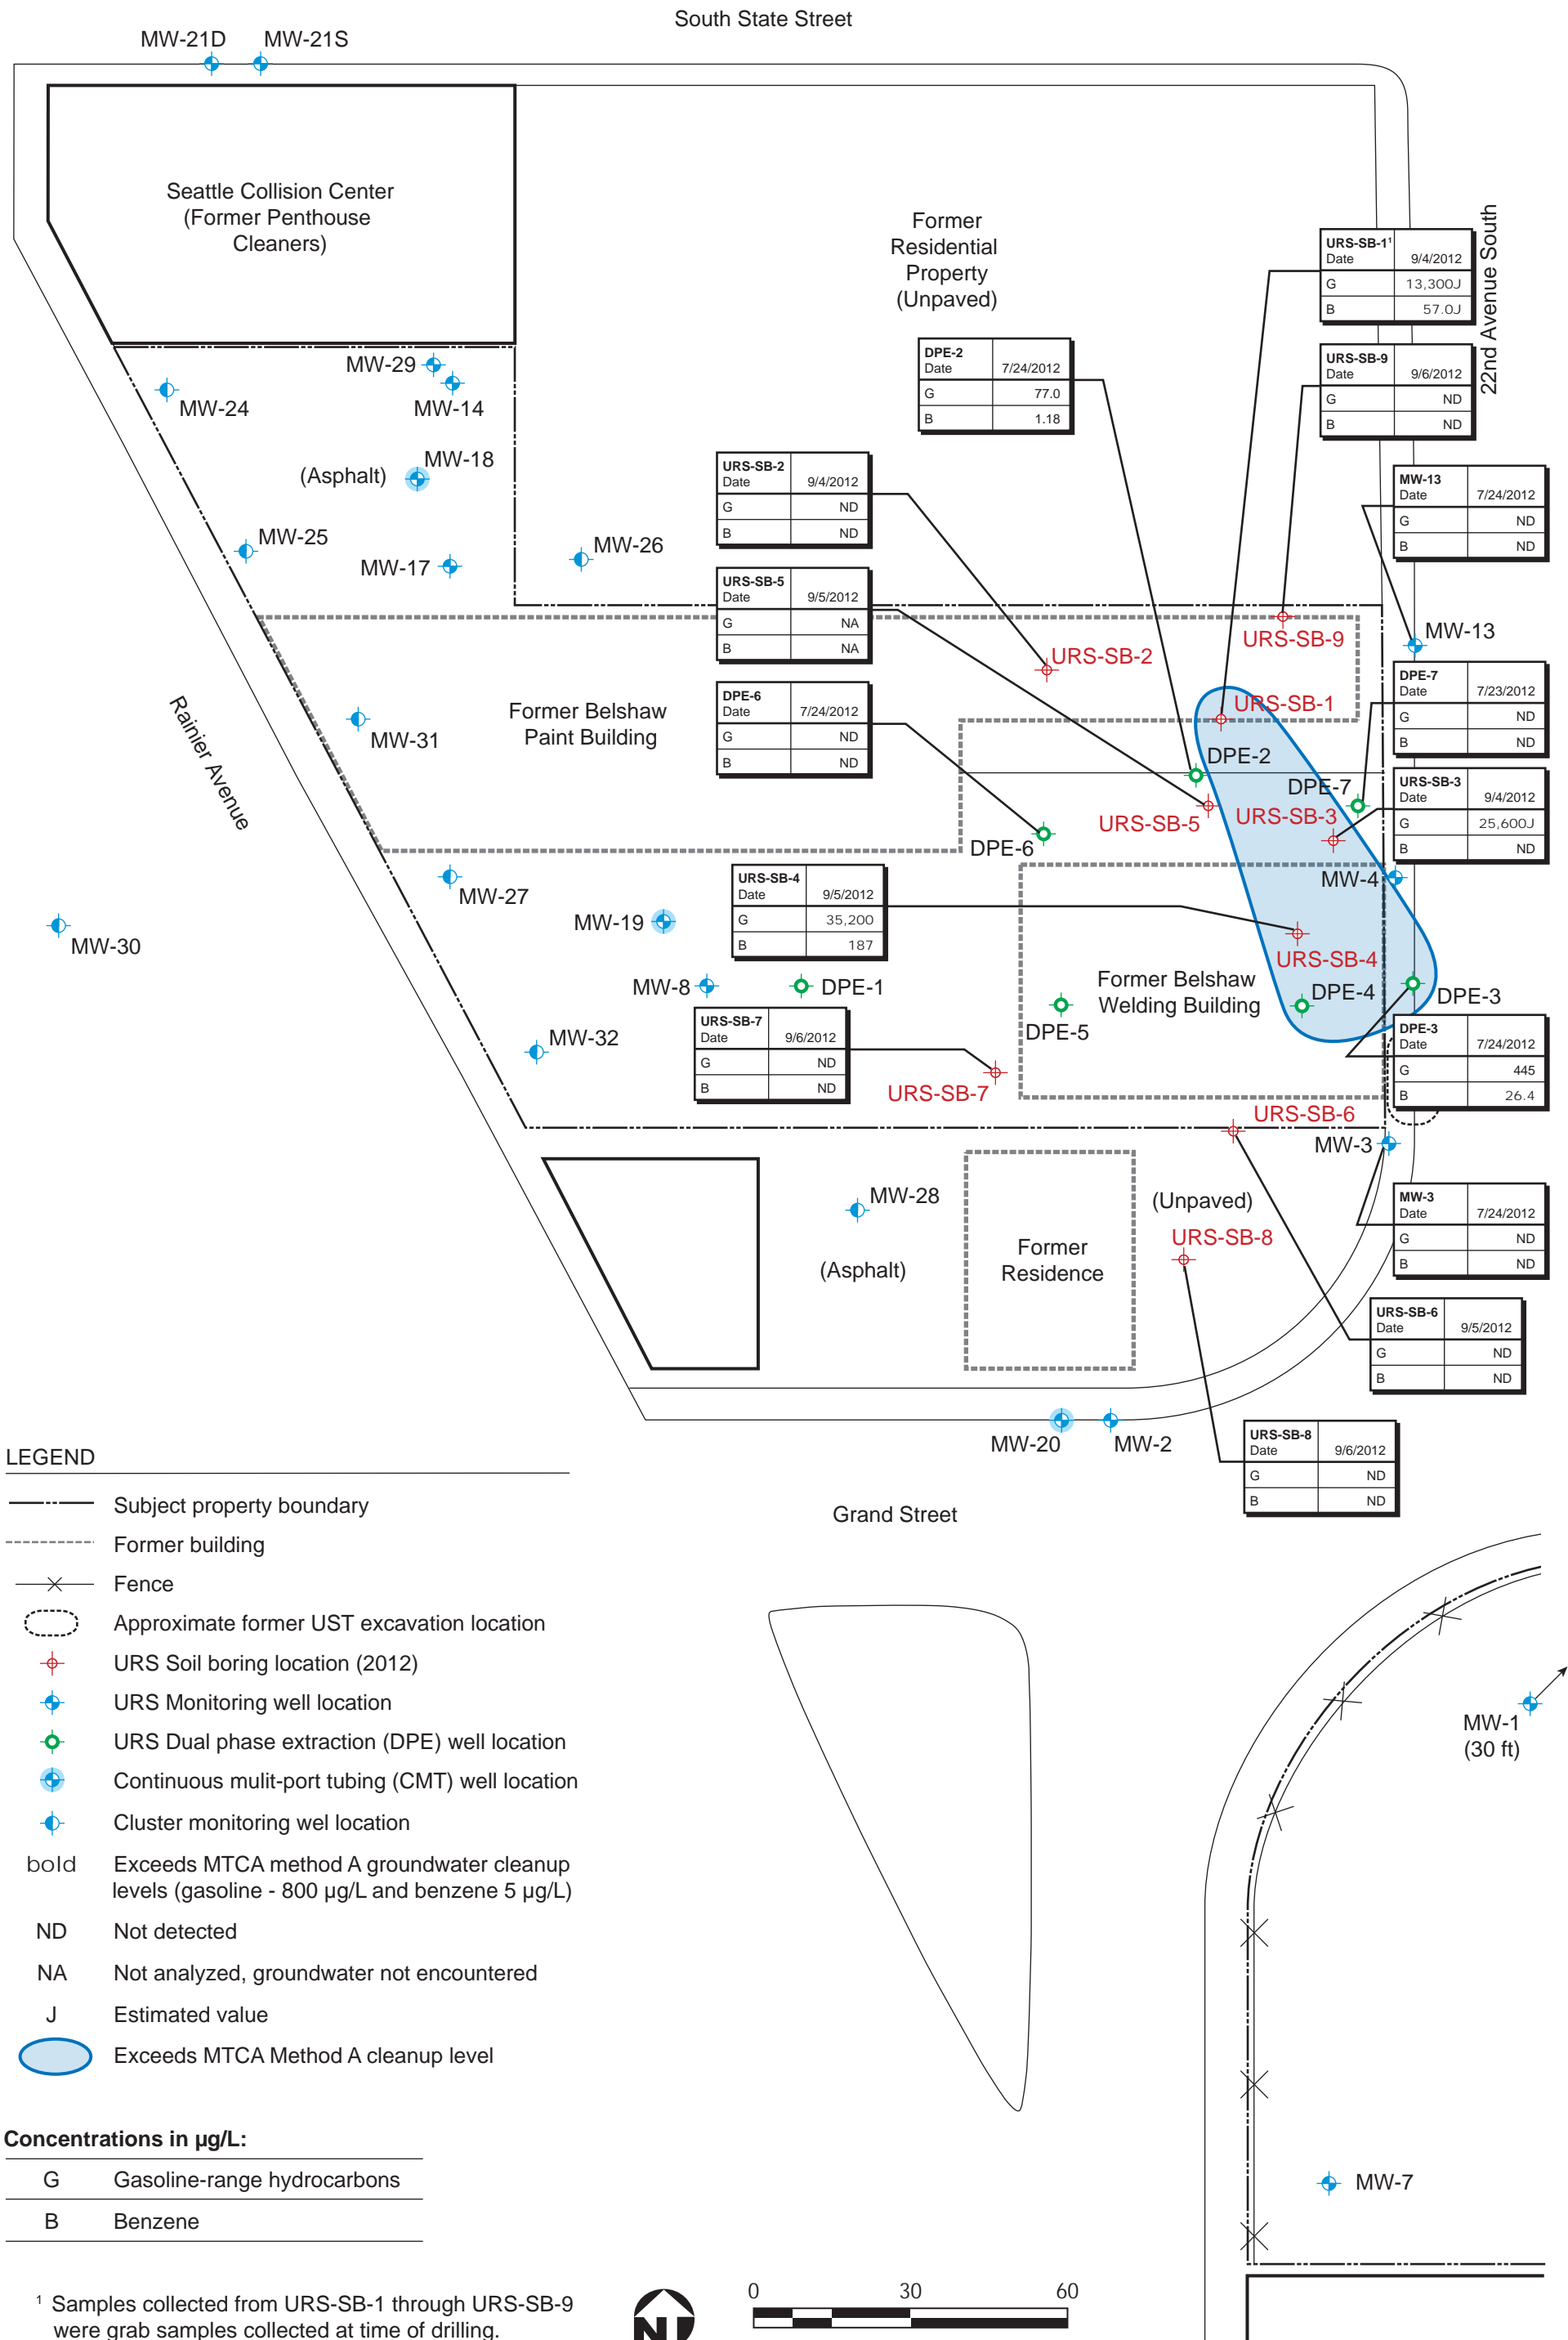 South State Street
MW-21D
MW-21S
Seattle Collision Center
(Former Penthouse
Cleaners)
Former
Residential
Property
(Unpaved)
22nd Avenue South
URS-SB-1¹
Date 9/4/2012
G 13,300J
B 57.0J
URS-SB-9
Date 9/6/2012
G ND
B ND
DPE-2
Date 7/24/2012
G 77.0
B 1.18
MW-29
MW-24
MW-14
MW-18
(Asphalt)
URS-SB-2
Date 9/4/2012
G ND
B ND
MW-13
Date 7/24/2012
G ND
B ND
MW-25
MW-17
MW-26
URS-SB-5
Date 9/5/2012
G NA
B NA
URS-SB-9
MW-13
URS-SB-2
DPE-6
Date 7/24/2012
G ND
B ND
DPE-7
Date 7/23/2012
G ND
B ND
Rainier Avenue
MW-31
Former Belshaw
Paint Building
URS-SB-1
DPE-2
DPE-7
URS-SB-3
Date 9/4/2012
G 25,600J
B ND
URS-SB-5
URS-SB-3
DPE-6
MW-4
MW-27
URS-SB-4
Date 9/5/2012
G 35,200
B 187
MW-19
MW-30
URS-SB-4
MW-8
DPE-1
Former Belshaw
Welding Building
DPE-4
DPE-3
DPE-5
URS-SB-7
Date 9/6/2012
G ND
B ND
DPE-3
Date 7/24/2012
G 445
B 26.4
MW-32
URS-SB-7
URS-SB-6
MW-3
MW-28
(Unpaved)
MW-3
Date 7/24/2012
G ND
B ND
URS-SB-8
Former
Residence
(Asphalt)
URS-SB-6
Date 9/5/2012
G ND
B ND
MW-20
MW-2
URS-SB-8
Date 9/6/2012
G ND
B ND
Grand Street
LEGEND
Subject property boundary
Former building
Fence
Approximate former UST excavation location
URS Soil boring location (2012)
URS Monitoring well location
URS Dual phase extraction (DPE) well location
Continuous mulit-port tubing (CMT) well location
Cluster monitoring wel location
bold Exceeds MTCA method A groundwater cleanup
levels (gasoline - 800 µg/L and benzene 5 µg/L)
ND Not detected
NA Not analyzed, groundwater not encountered
J Estimated value
Exceeds MTCA Method A cleanup level
MW-1
(30 ft)
MW-7
Concentrations in µg/L:
G Gasoline-range hydrocarbons
B Benzene
¹ Samples collected from URS-SB-1 through URS-SB-9
were grab samples collected at time of drilling.
N
0 30 60